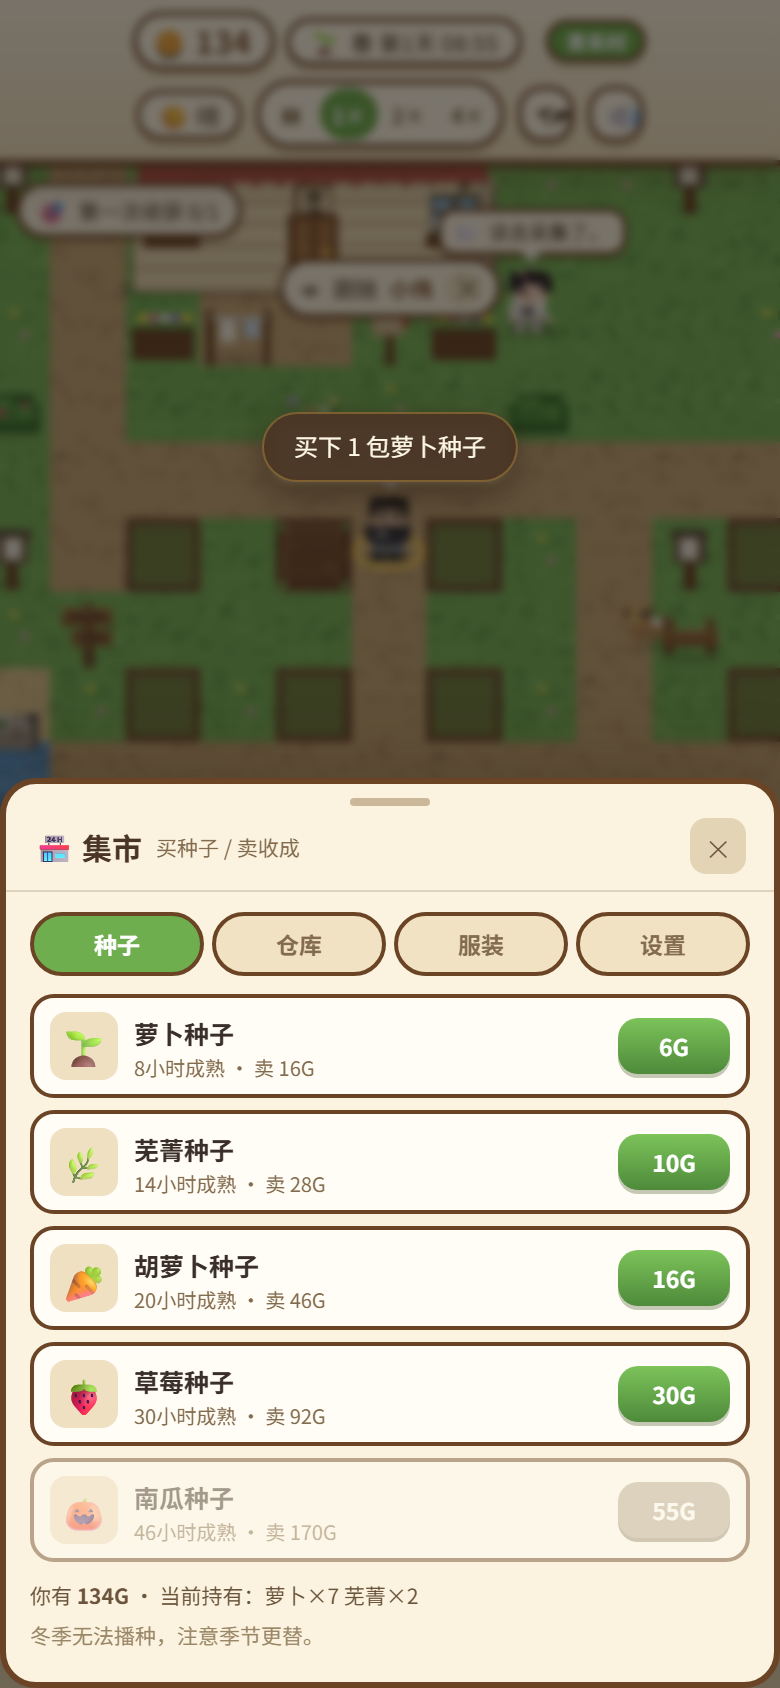 134
买下 1 包萝卜种子
24H
集市
买种子 / 卖收成
种子
仓库
服装
设置
萝卜种子
8小时成熟 · 卖 16G
6G
芜菁种子
14小时成熟 · 卖 28G
10G
胡萝卜种子
20小时成熟 · 卖 46G
16G
草莓种子
30小时成熟 · 卖 92G
30G
南瓜种子
46小时成熟 · 卖 170G
55G
你有 134G · 当前持有：萝卜×7 芜菁×2
冬季无法播种，注意季节更替。